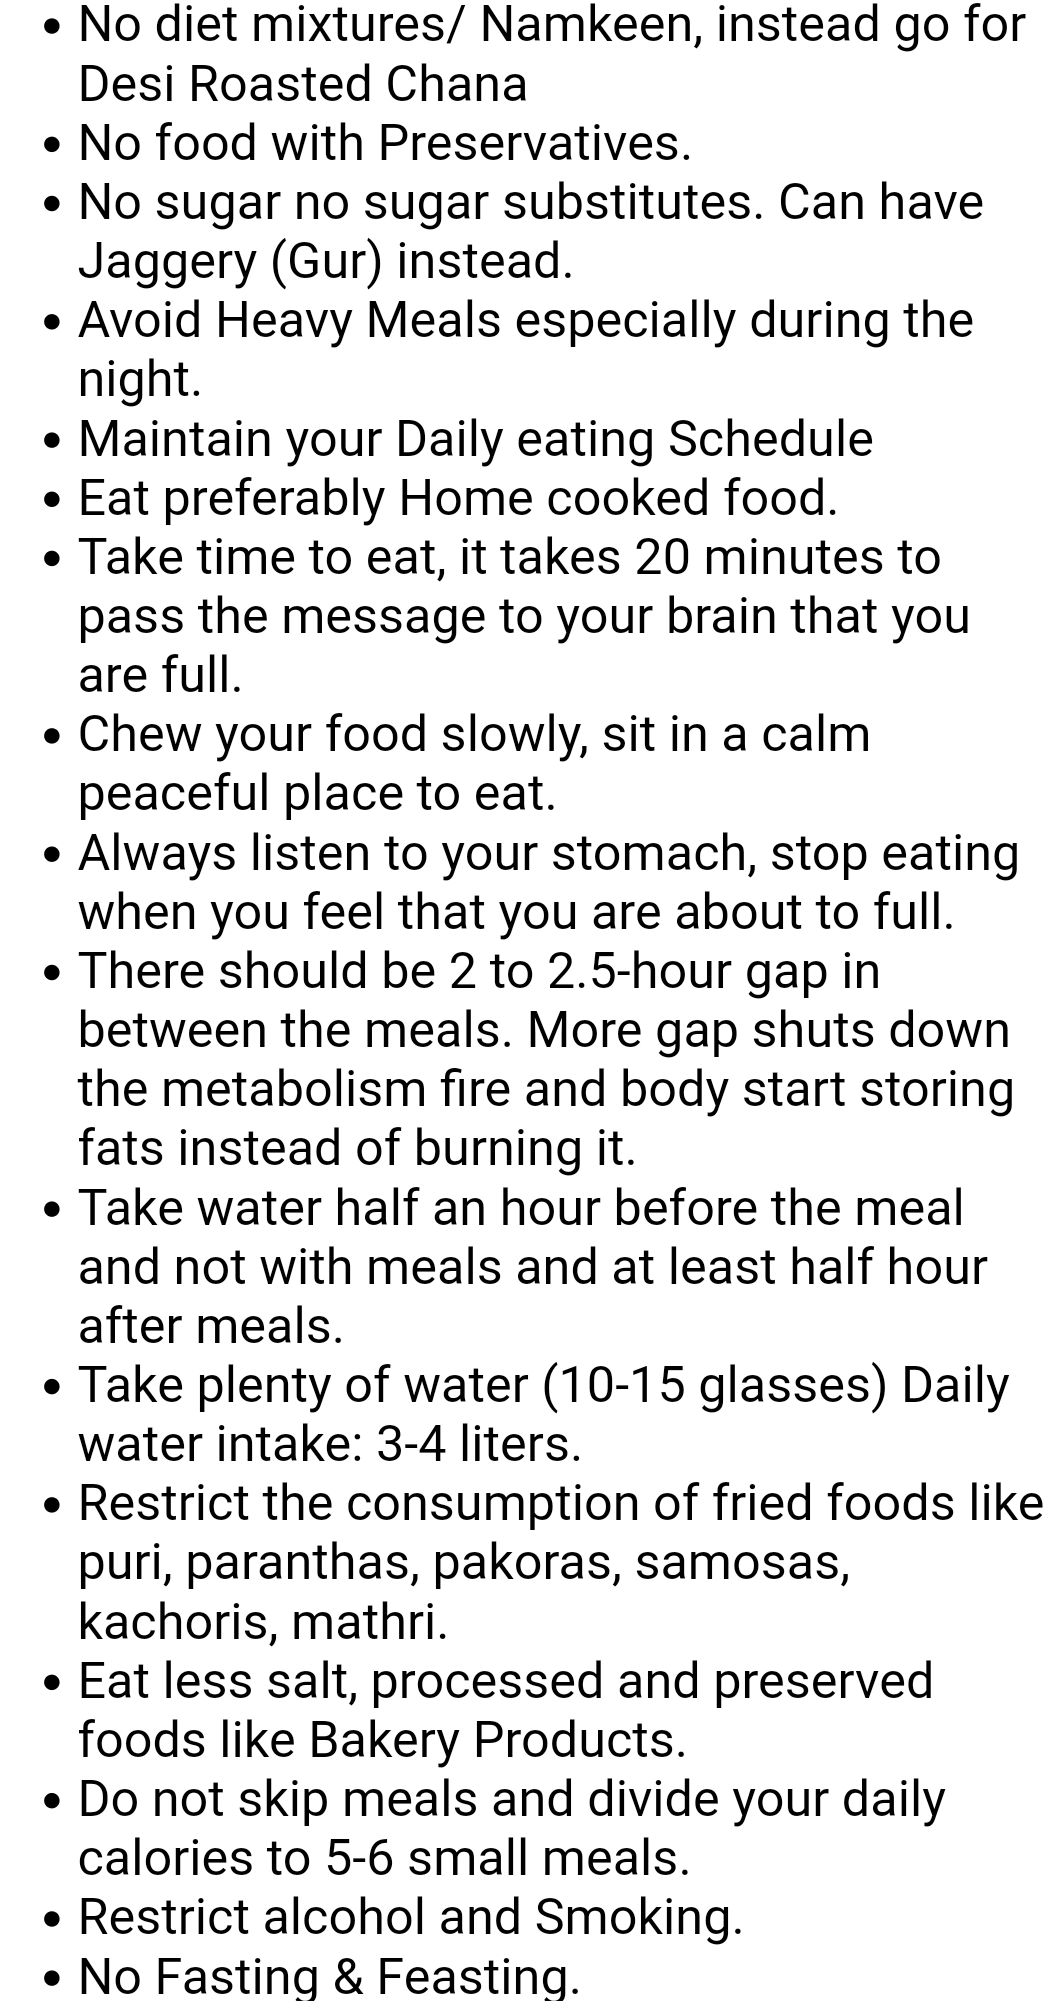 • No diet mixtures/ Namkeen, instead go for
Desi Roasted Chana
• No food with Preservatives.
• No sugar no sugar substitutes. Can have
Jaggery (Gur) instead.
• Avoid Heavy Meals especially during the
night.
• Maintain your Daily eating Schedule
• Eat preferably Home cooked food.
• Take time to eat, it takes 20 minutes to
pass the message to your brain that you
are full.
• Chew your food slowly, sit in a calm
peaceful place to eat.
• Always listen to your stomach, stop eating
when you feel that you are about to full.
• There should be 2 to 2.5-hour gap in
between the meals. More gap shuts down
the metabolism fire and body start storing
fats instead of burning it.
• Take water half an hour before the meal
and not with meals and at least half hour
after meals.
• Take plenty of water (10-15 glasses) Daily
water intake: 3-4 liters.
• Restrict the consumption of fried foods like
puri, paranthas, pakoras, samosas,
kachoris, mathri.
• Eat less salt, processed and preserved
foods like Bakery Products.
• Do not skip meals and divide your daily
calories to 5-6 small meals.
• Restrict alcohol and Smoking.
• No Fasting & Feasting.